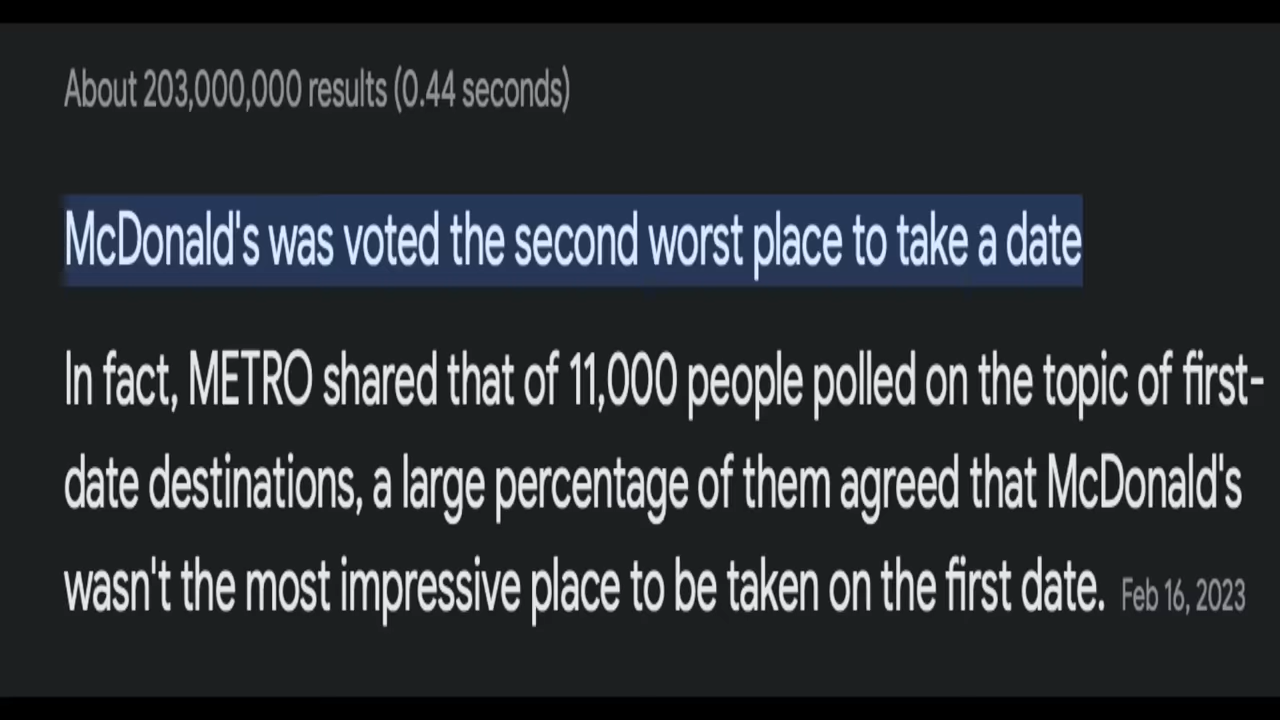 About 203,000,000 results (0.44 seconds)
McDonald's was voted the second worst place to take a date
In fact, METRO shared that of 11,000 people polled on the topic of first-
date destinations, a large percentage of them agreed that McDonald's
wasn't the most impressive place to be taken on the first date. Feb 16, 2023